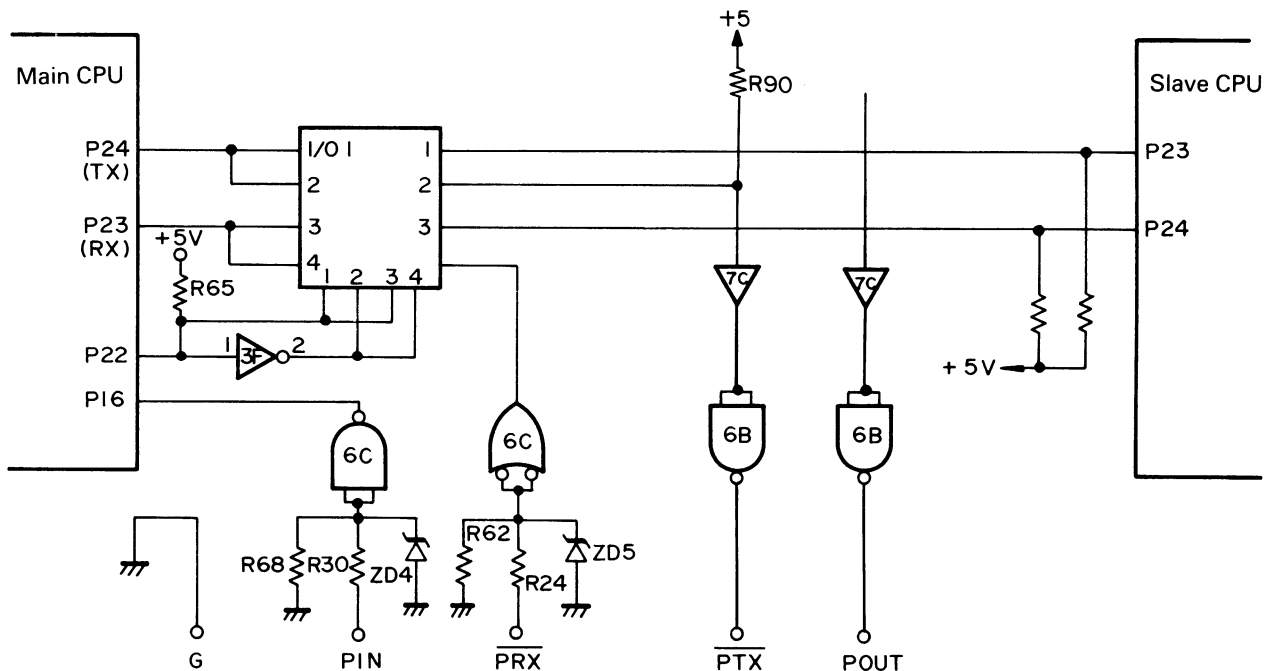 +5
Main CPU
R90
Slave CPU
P24
(TX)
I/O 1
1
P23
2
2
P23
(RX)
3
3
P24
+5V
4
1
2
3
4
R65
7C
7C
P22
1
3F
2
+5V
P16
6C
6C
6B
6B
R68
R30
ZD4
R62
R24
ZD5
G
PIN
PRX
PTX
POUT